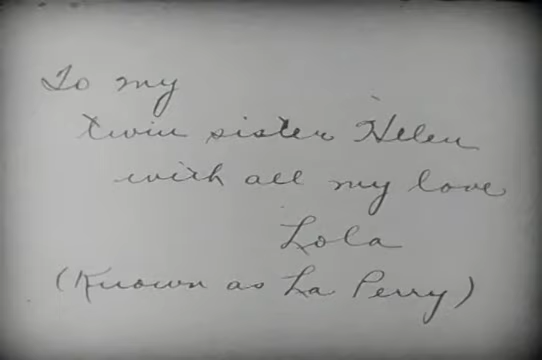 To my
twin sister Helen
with all my love
Lola
(Known as La Perry)